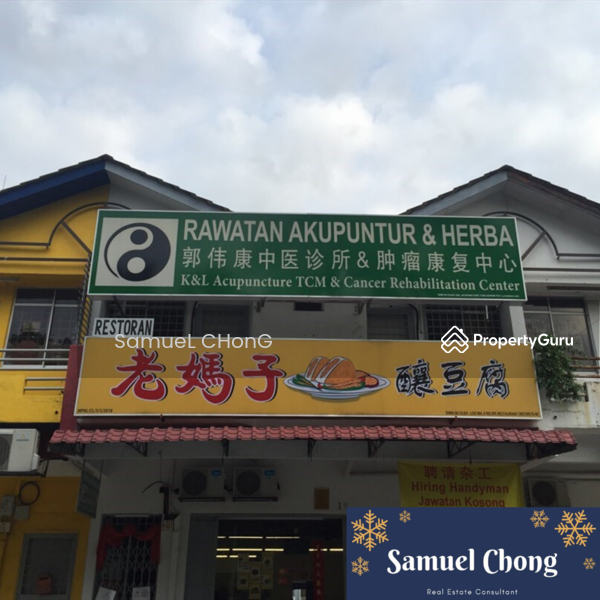 RAWATAN AKUPUNTUR & HERBA
郭伟康中医诊所&肿瘤康复中心
K&L Acupuncture TCM & Cancer Rehabilitation Center
RESTORAN
SamueL CHonG
PropertyGuru
老媽子
釀豆腐
聘请杂工
Hiring Handyman
Jawatan Kosong
Samuel Chong
Real Estate Consultant